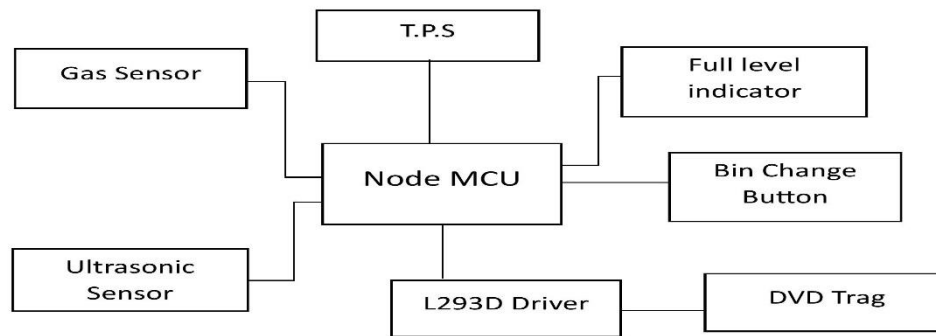 T.P.S
Gas Sensor
Full level
indicator
Node MCU
Bin Change
Button
Ultrasonic
Sensor
L293D Driver
DVD Trag